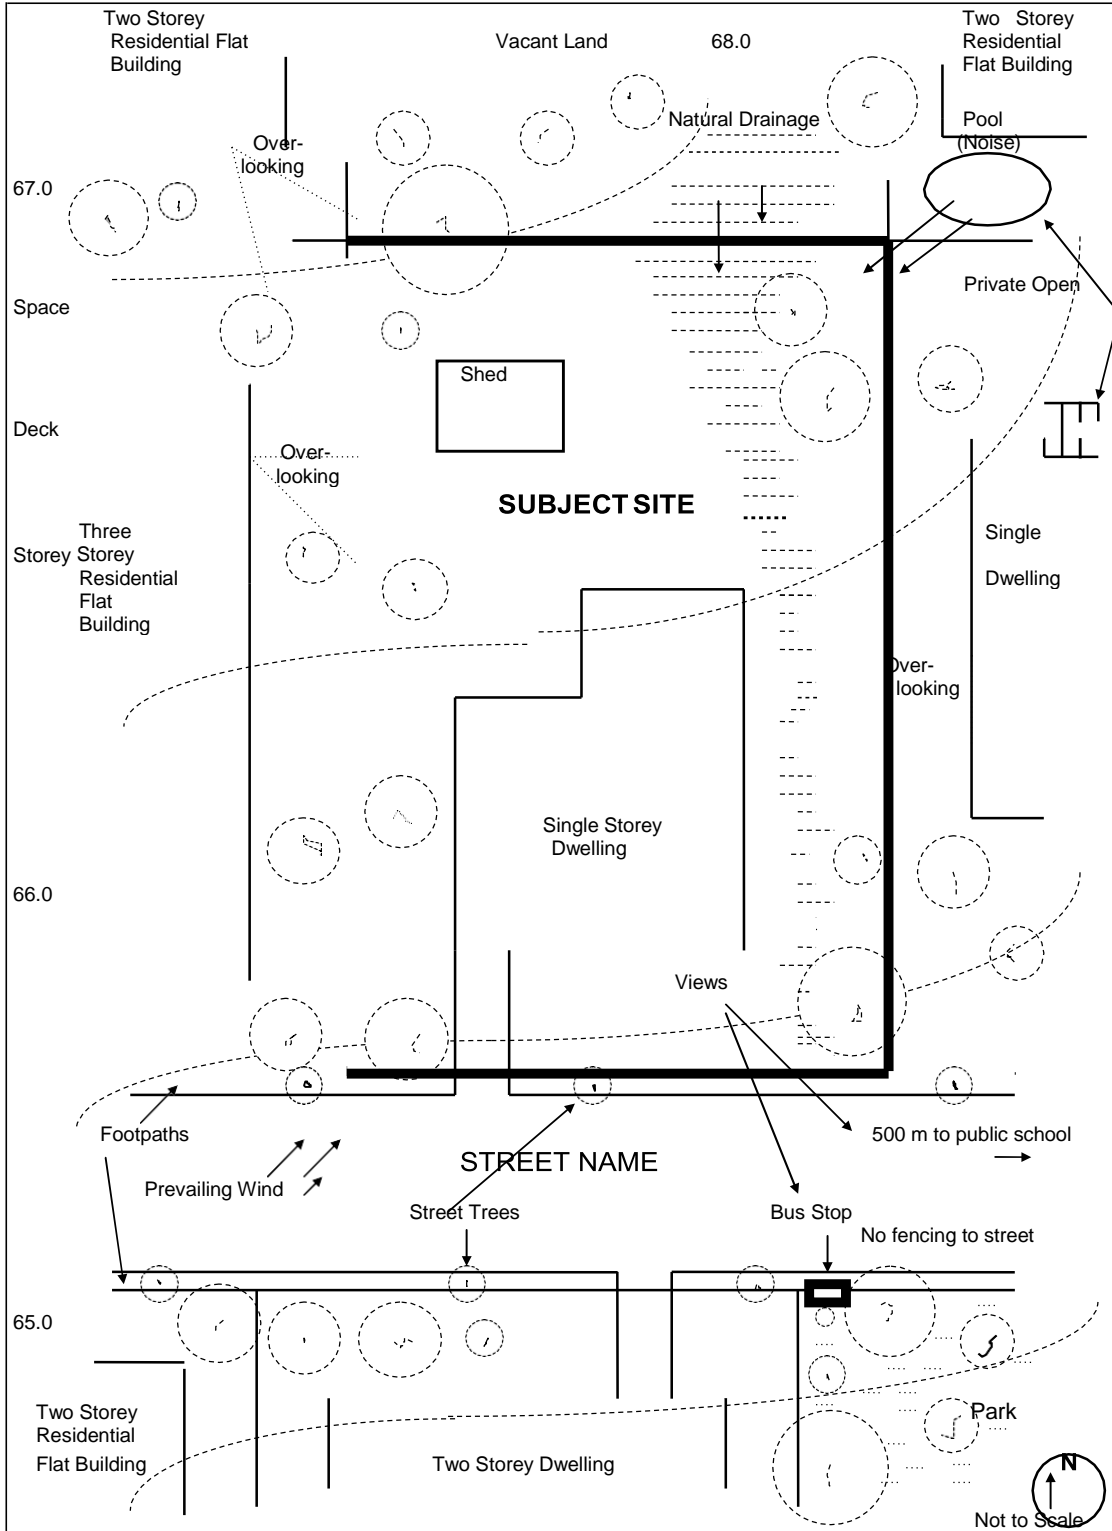 Two Storey
Residential Flat
Building
Vacant Land
68.0
Two Storey
Residential
Flat Building
Natural Drainage
Pool
(Noise)
Over-
looking
67.0
Private Open
Space
Shed
Deck
Over-
looking
SUBJECT SITE
Three
Storey Storey
Residential
Flat
Building
Single
Dwelling
Over-
looking
Single Storey
Dwelling
66.0
Views
Footpaths
500 m to public school
STREET NAME
Prevailing Wind
Street Trees
Bus Stop
No fencing to street
65.0
Two Storey
Residential
Flat Building
Two Storey Dwelling
Park
N
Not to Scale